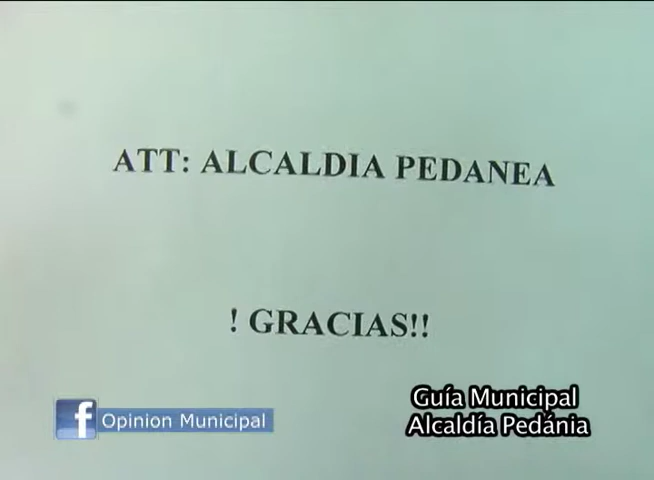 ATT: ALCALDIA PEDANEA
! GRACIAS!!
f Opinion Municipal
Guía Municipal
Alcaldía Pedánia